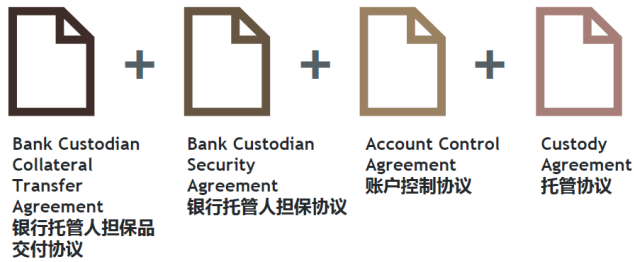 Bank Custodian
Collateral
Transfer
Agreement
银行托管人担保品
交付协议
Bank Custodian
Security
Agreement
银行托管人担保协议
Account Control
Agreement
账户控制协议
Custody
Agreement
托管协议